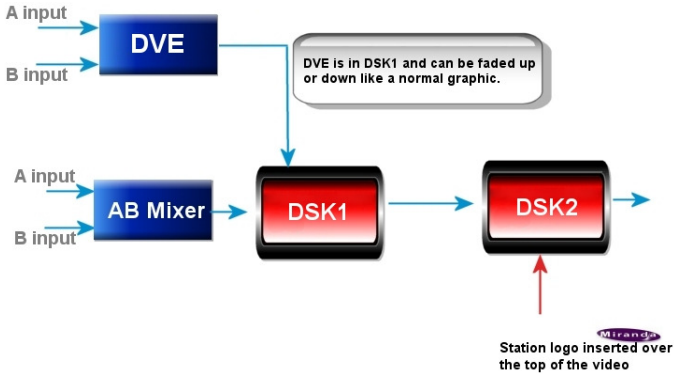 A input
DVE
B input
DVE is in DSK1 and can be faded up
or down like a normal graphic.
A input
AB Mixer
B input
DSK1
DSK2
Miranda
Station logo inserted over
the top of the video